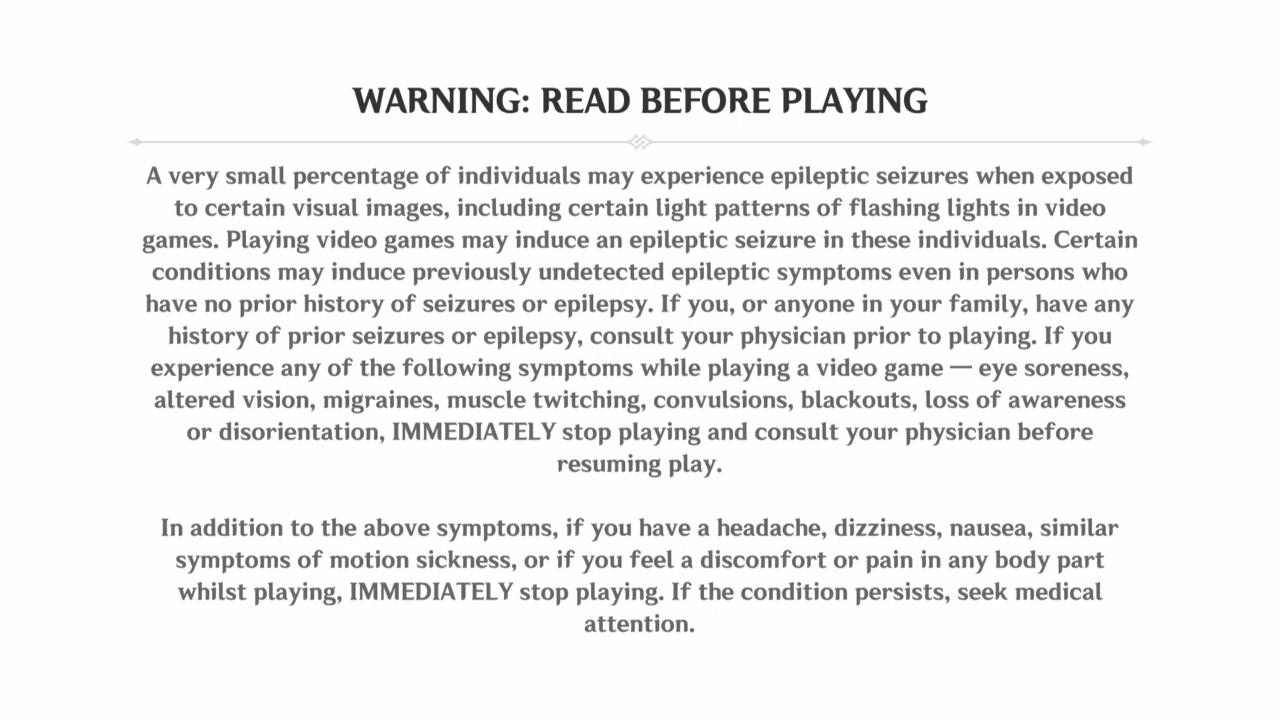 WARNING: READ BEFORE PLAYING
A very small percentage of individuals may experience epileptic seizures when exposed
to certain visual images, including certain light patterns of flashing lights in video
games. Playing video games may induce an epileptic seizure in these individuals. Certain
conditions may induce previously undetected epileptic symptoms even in persons who
have no prior history of seizures or epilepsy. If you, or anyone in your family, have any
history of prior seizures or epilepsy, consult your physician prior to playing. If you
experience any of the following symptoms while playing a video game — eye soreness,
altered vision, migraines, muscle twitching, convulsions, blackouts, loss of awareness
or disorientation, IMMEDIATELY stop playing and consult your physician before
resuming play.
In addition to the above symptoms, if you have a headache, dizziness, nausea, similar
symptoms of motion sickness, or if you feel a discomfort or pain in any body part
whilst playing, IMMEDIATELY stop playing. If the condition persists, seek medical
attention.